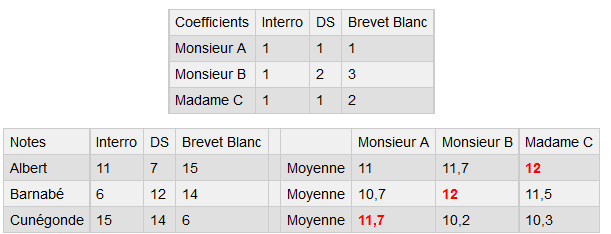 Coefficients Interro DS Brevet Blanc
Monsieur A 1 1 1
Monsieur B 1 2 3
Madame C 1 1 2
Notes Interro DS Brevet Blanc Monsieur A Monsieur B Madame C
Albert 11 7 15 Moyenne 11 11,7 12
Barnabé 6 12 14 Moyenne 10,7 12 11,5
Cunégonde 15 14 6 Moyenne 11,7 10,2 10,3